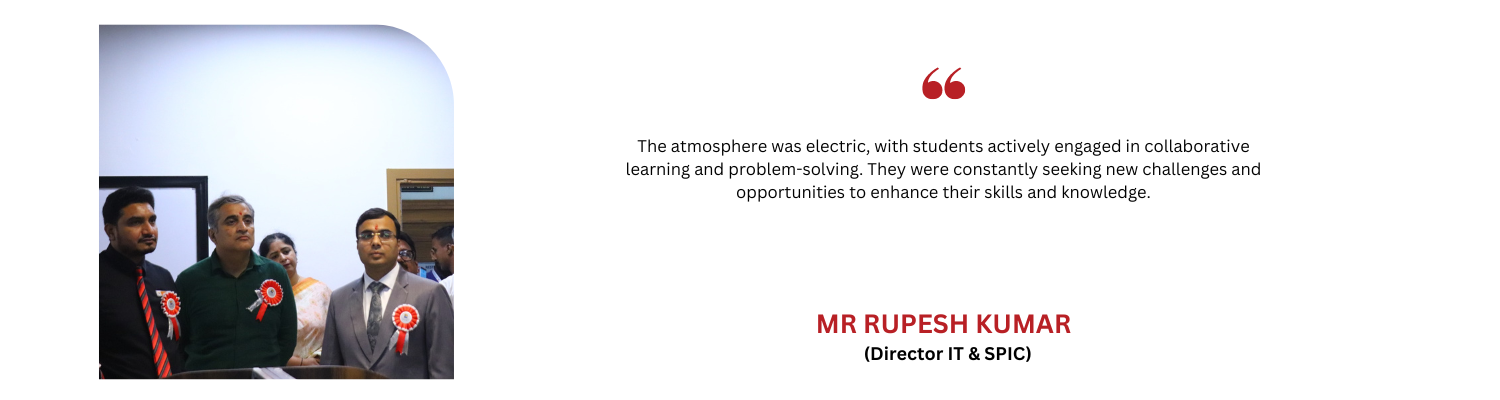 The atmosphere was electric, with students actively engaged in collaborative
learning and problem-solving. They were constantly seeking new challenges and
opportunities to enhance their skills and knowledge.
MR RUPESH KUMAR
(Director IT & SPIC)